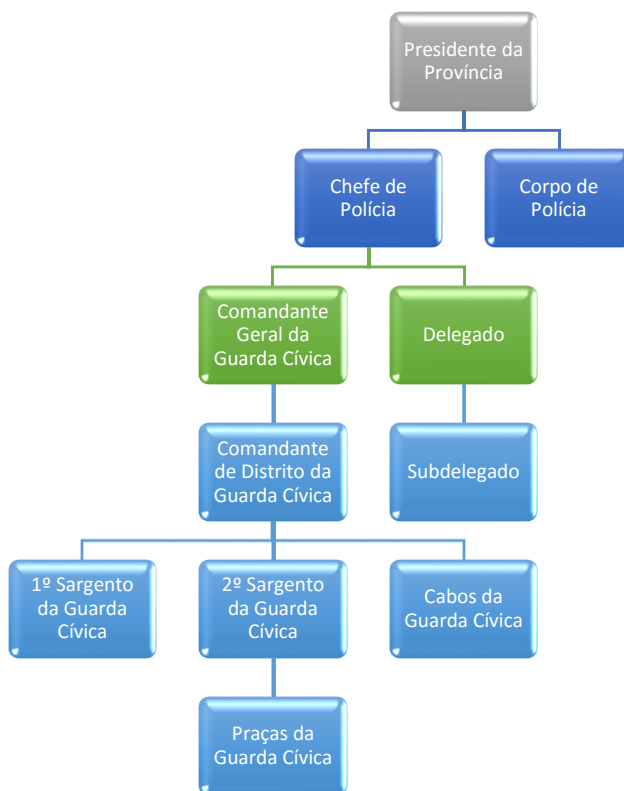 Presidente da
Província
Chefe de
Polícia
Corpo de
Polícia
Comandante
Geral da
Guarda Cívica
Delegado
Comandante
de Distrito da
Guarda Cívica
Subdelegado
1º Sargento
da Guarda
Cívica
2º Sargento
da Guarda
Cívica
Cabos da
Guarda Cívica
Praças da
Guarda Cívica